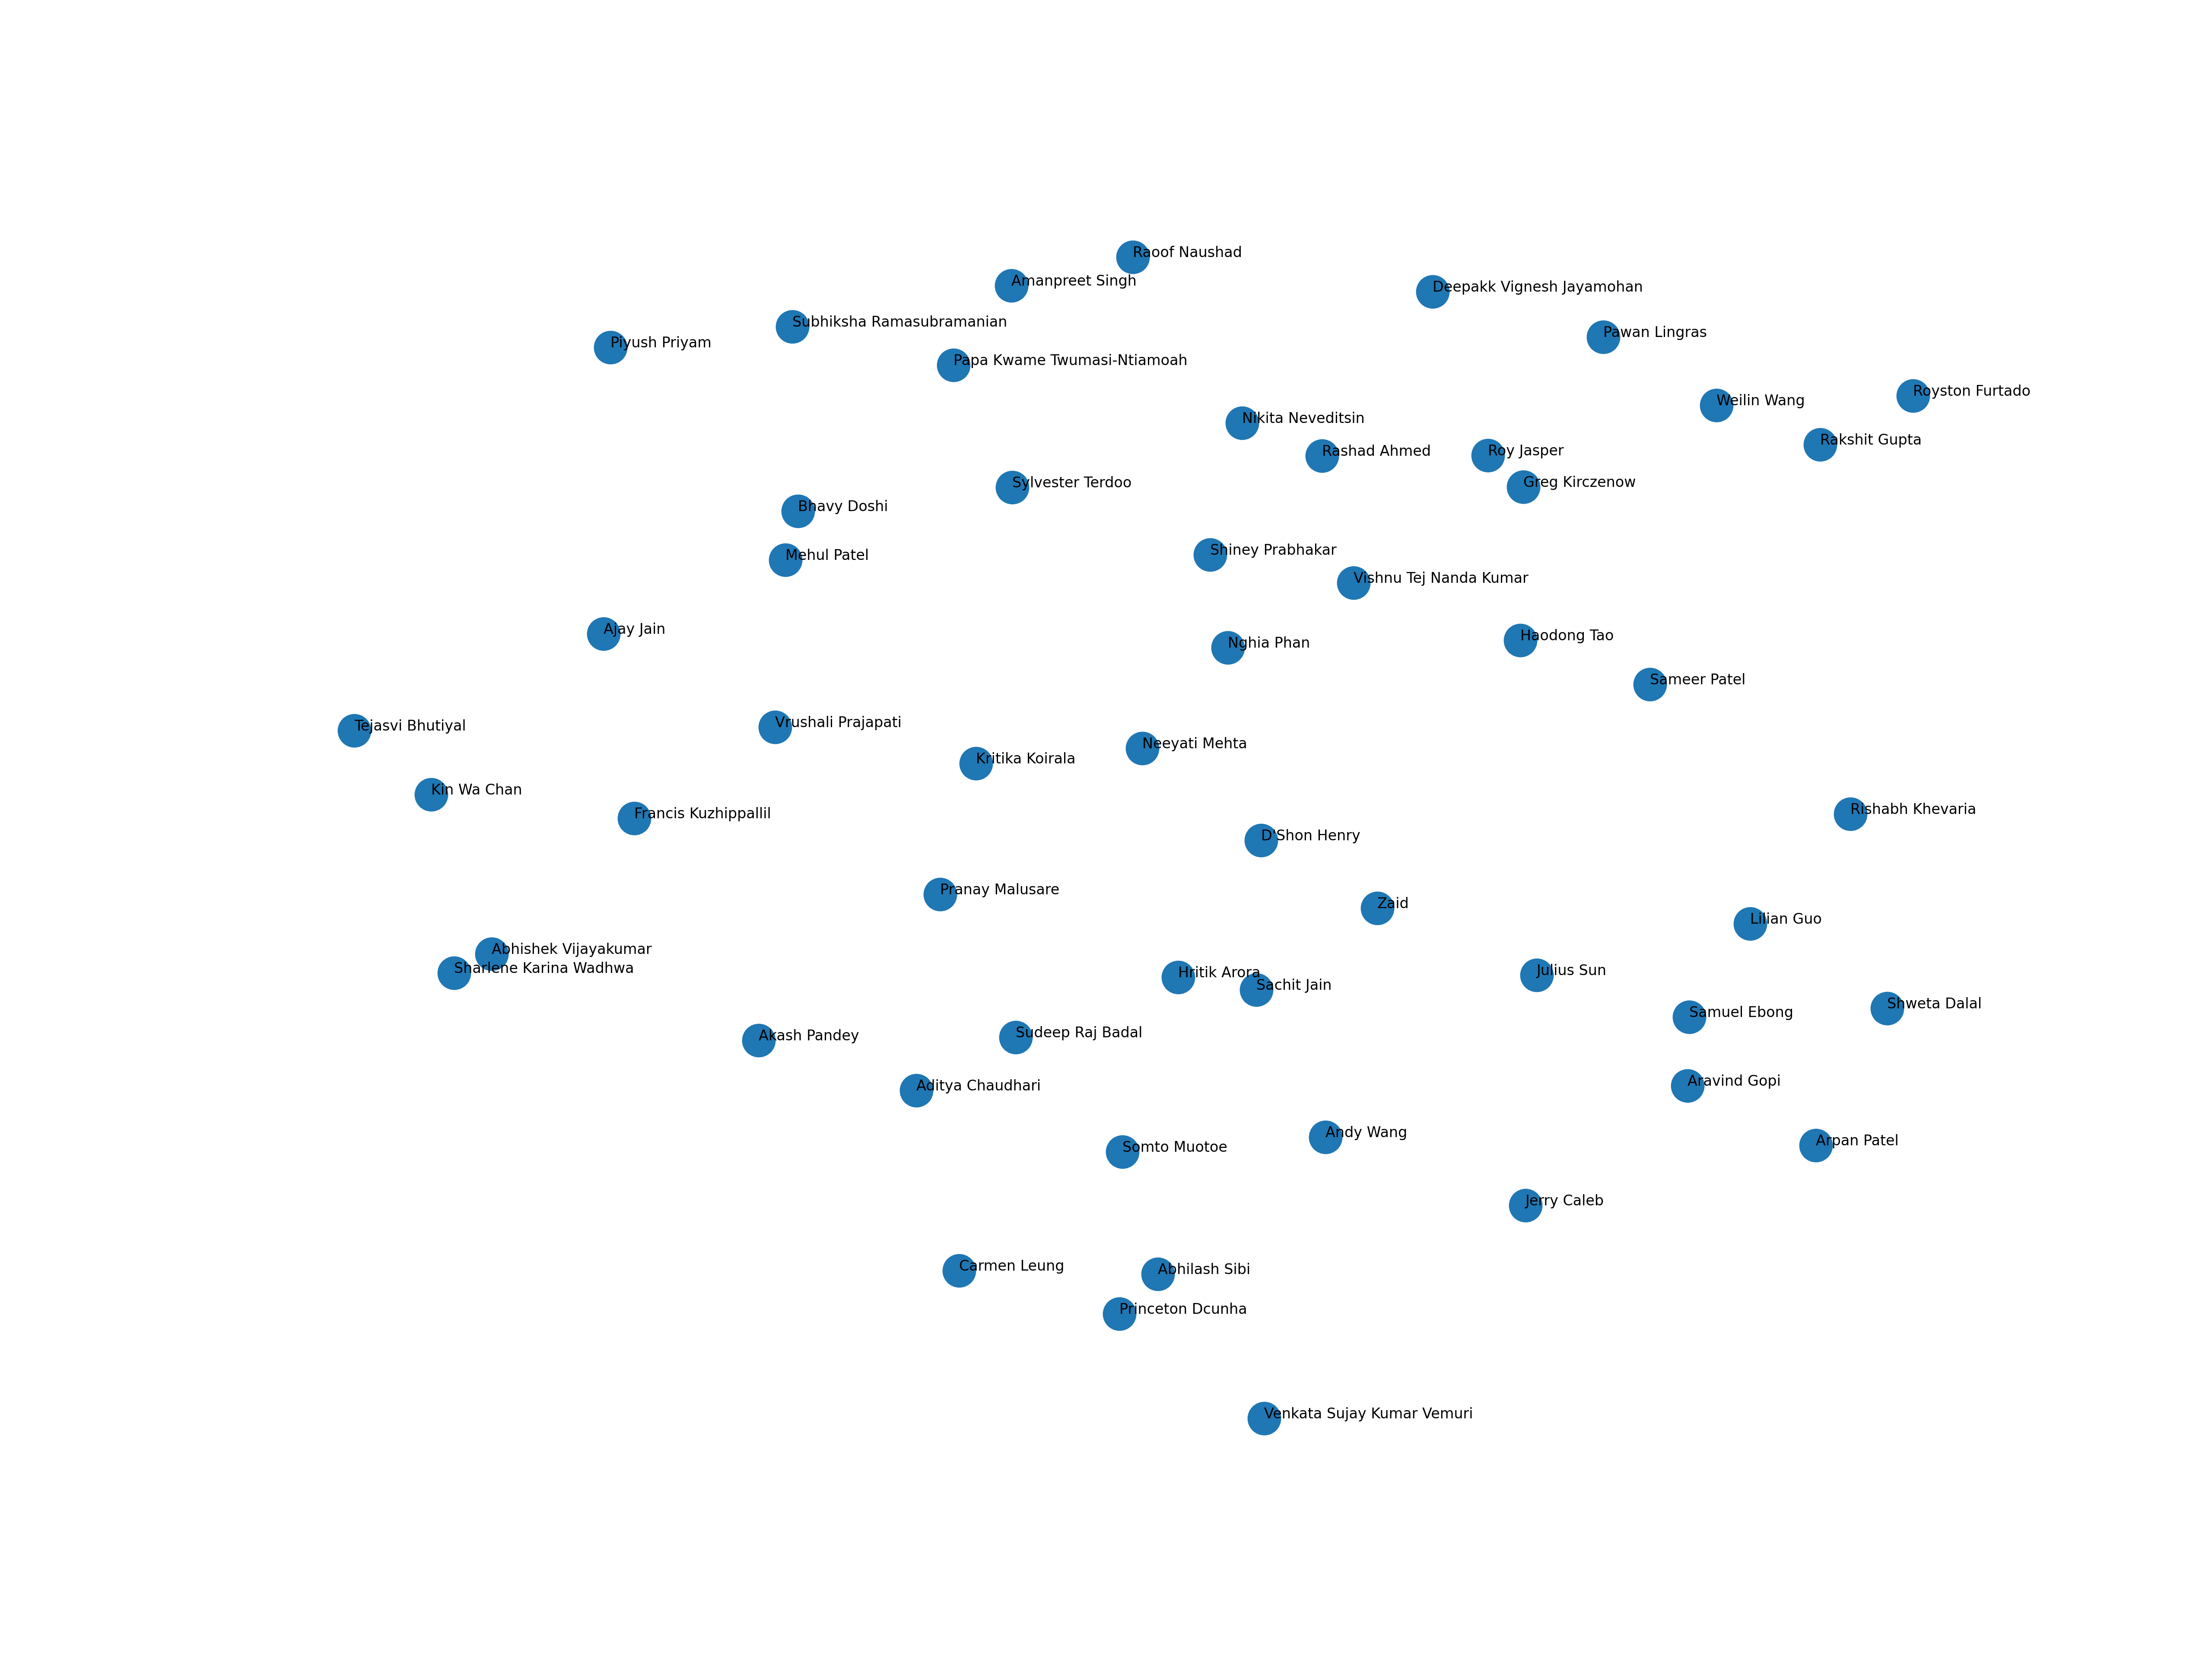 Raoof Naushad
Amanpreet Singh
Deepakk Vignesh Jayamohan
Subhiksha Ramasubramanian
Pawan Lingras
Piyush Priyam
Papa Kwame Twumasi-Ntiamoah
Royston Furtado
Weilin Wang
Nikita Neveditsin
Rakshit Gupta
Rashad Ahmed
Roy Jasper
Greg Kirczenow
Sylvester Terdoo
Bhavy Doshi
Shiney Prabhakar
Mehul Patel
Vishnu Tej Nanda Kumar
Ajay Jain
Haodong Tao
Nghia Phan
Sameer Patel
Vrushali Prajapati
Tejasvi Bhutiyal
Neeyati Mehta
Kritika Koirala
Kin Wa Chan
Rishabh Khevaria
Francis Kuzhippallil
D'Shon Henry
Pranay Malusare
Zaid
Lilian Guo
Abhishek Vijayakumar
Sharlene Karina Wadhwa
Julius Sun
Hritik Arora
Sachit Jain
Shweta Dalal
Samuel Ebong
Sudeep Raj Badal
Akash Pandey
Aravind Gopi
Aditya Chaudhari
Andy Wang
Arpan Patel
Somto Muotoe
Jerry Caleb
Carmen Leung
Abhilash Sibi
Princeton Dcunha
Venkata Sujay Kumar Vemuri